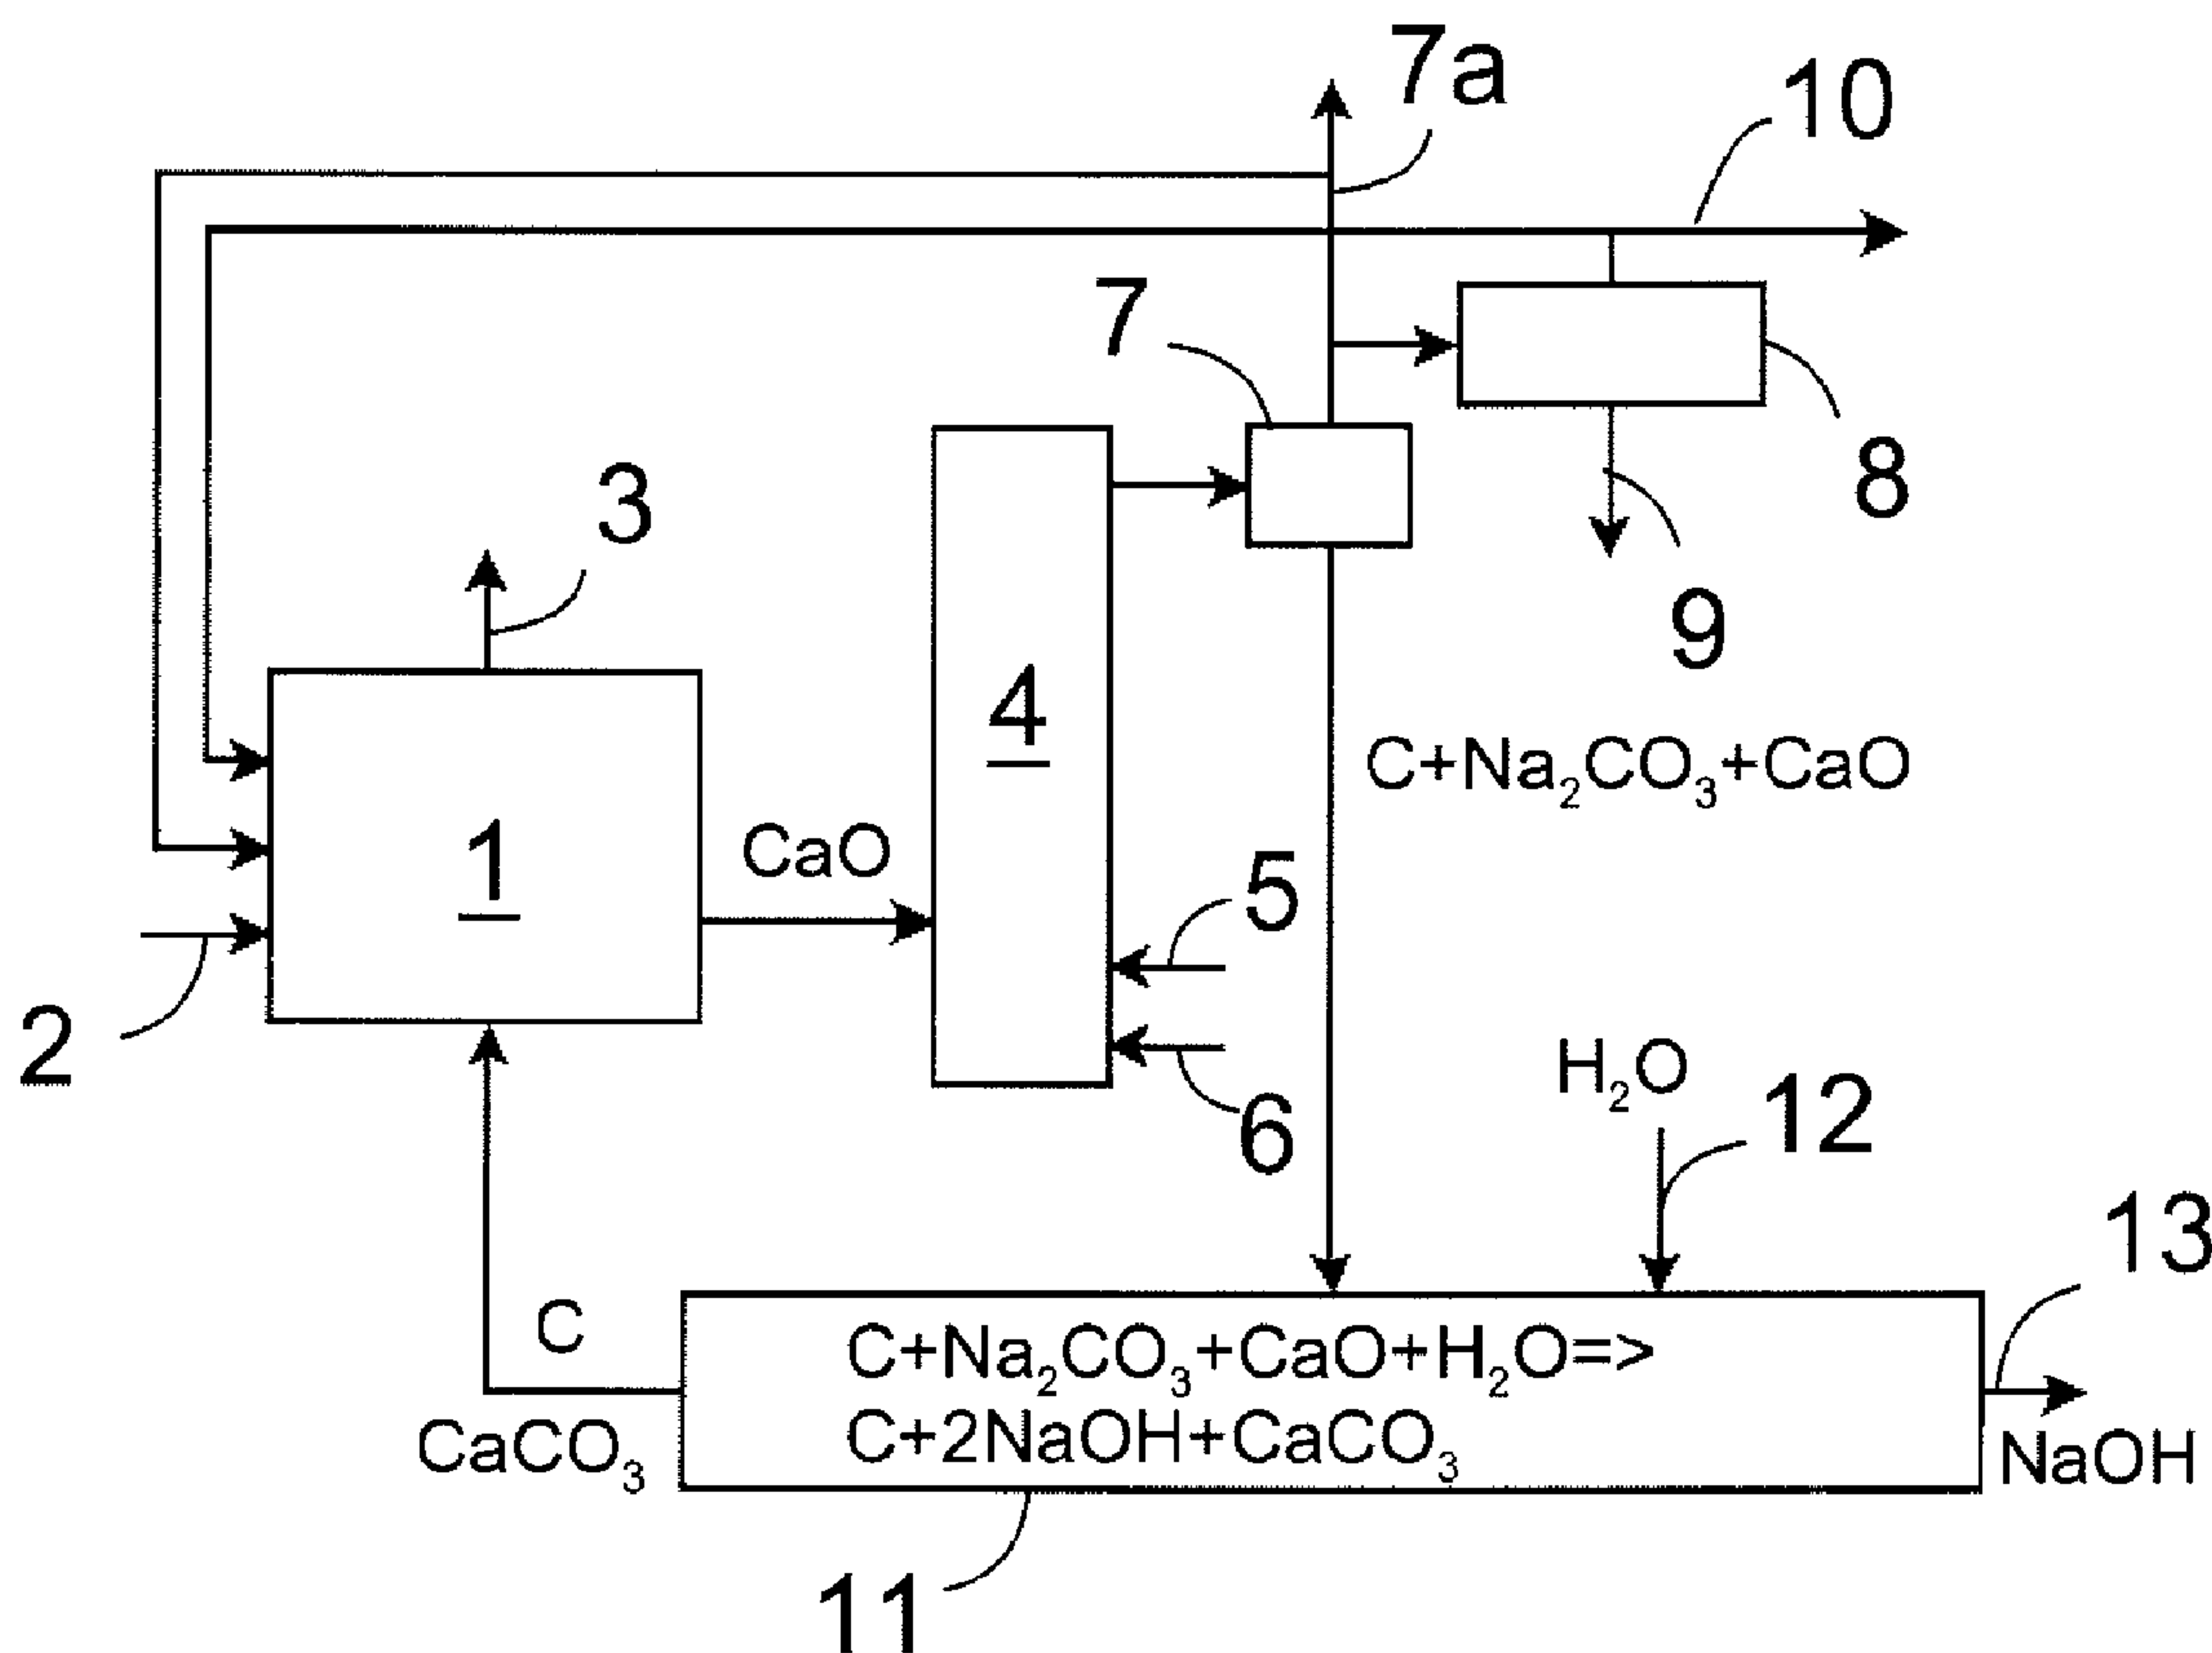 7a
10
7
8
3
9
4
C+Na₂CO₃+CaO
1
CaO
5
2
6
H₂O
12
13
C
CaCO₃
C+Na₂CO₃+CaO+H₂O=>
C+2NaOH+CaCO₃
NaOH
11